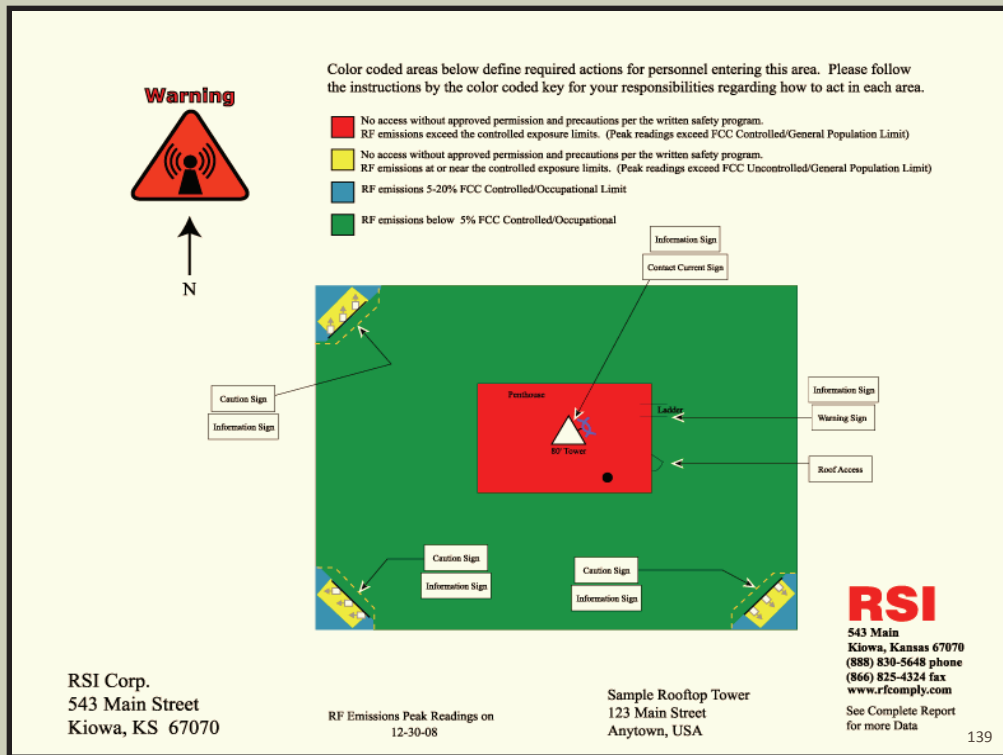 Warning
N
Color coded areas below define required actions for personnel entering this area.  Please follow
the instructions by the color coded key for your responsibilities regarding how to act in each area.
No access without approved permission and precautions per the written safety program.
RF emissions exceed the controlled exposure limits.  (Peak readings exceed FCC Controlled/General Population Limit)
No access without approved permission and precautions per the written safety program.
RF emissions at or near the controlled exposure limits.  (Peak readings exceed FCC Uncontrolled/General Population Limit)
RF emissions 5-20% FCC Controlled/Occupational Limit
RF emissions below  5% FCC Controlled/Occupational
Information Sign
Contact Current Sign
Caution Sign
Information Sign
Penthouse
Ladder
80' Tower
Information Sign
Warning Sign
Roof Access
Caution Sign
Information Sign
Caution Sign
Information Sign
RSI
543 Main
Kiowa, Kansas 67070
(888) 830-5648 phone
(866) 825-4324 fax
www.rfcomply.com
See Complete Report
for more Data
RSI Corp.
543 Main Street
Kiowa, KS  67070
RF Emissions Peak Readings on
12-30-08
Sample Rooftop Tower
123 Main Street
Anytown, USA
139